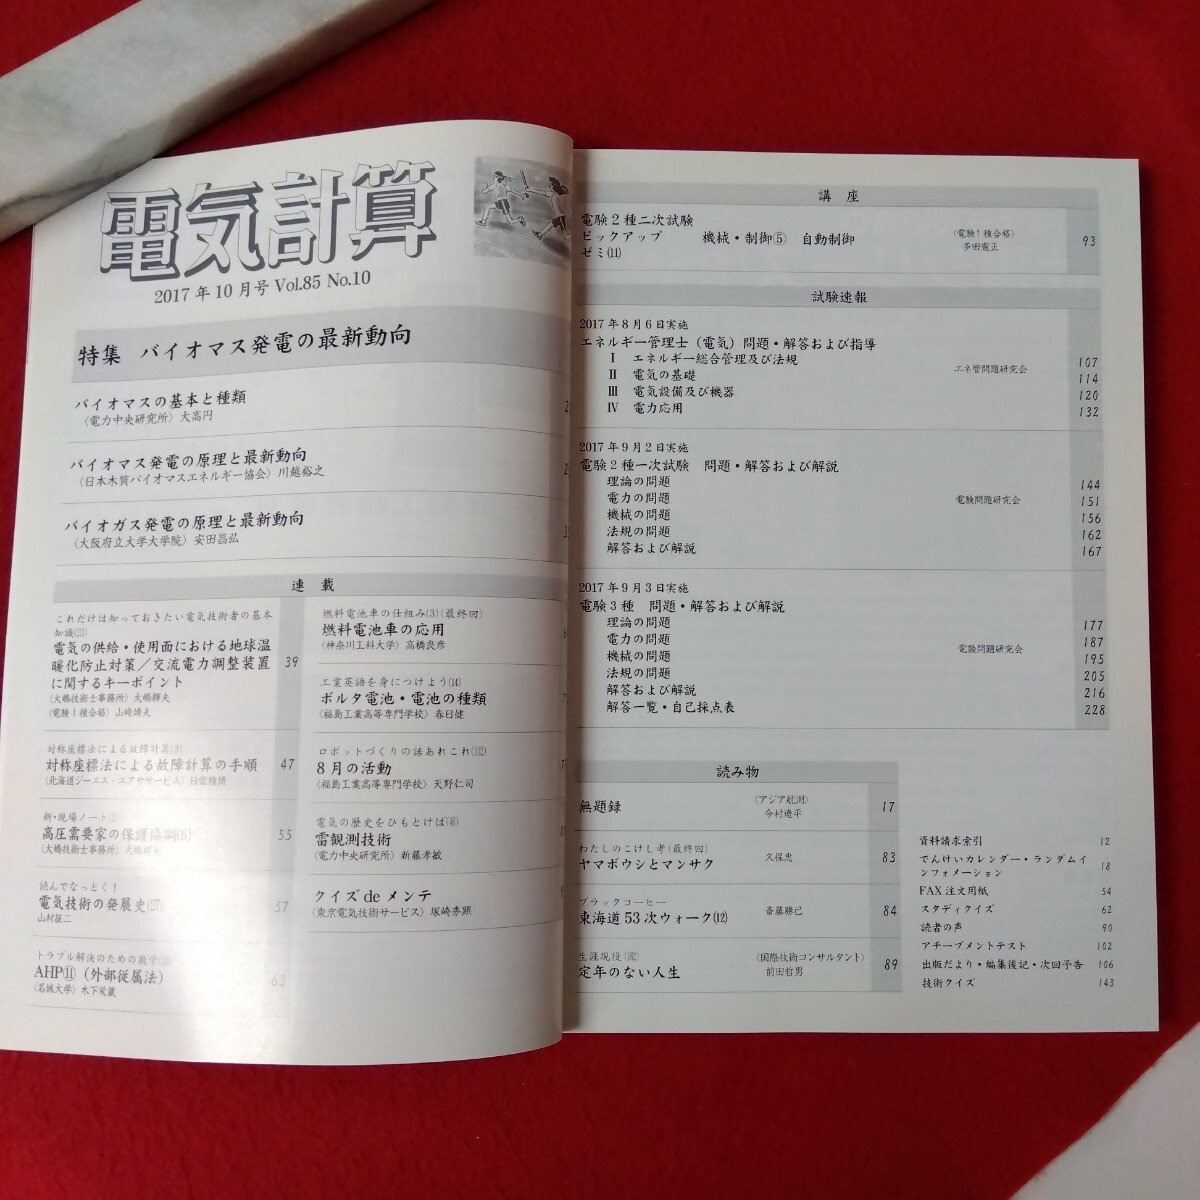 電気計算
2017年10月号 Vol.85 No.10
特集 バイオマス発電の最新動向
バイオマスの基本と種類
〈電力中央研究所〉大高円
バイオマス発電の原理と最新動向
〈日本木質バイオマスエネルギー協会〉川越裕之
バイオガス発電の原理と最新動向
〈大阪府立大学大学院〉安田昌弘
連載
これだけは知っておきたい電気技術者の基本
知識
電気の供給・使用面における地球温
暖化防止対策／交流電力調整装置 39
に関するキーポイント
〈大嶋技術士事務所〉大嶋輝夫
〈電験1種合格〉山崎靖夫
対称座標法による故障計算(3)
対称座標法による故障計算の手順 47
〈北海道ジーエス・ユアササービス〉
新・現場ノート
高圧需要家の保護協調(6) 55
〈大嶋技術士事務所〉大嶋輝夫
読んでなっとく！
電気技術の発展史 57
山村征二
トラブル解決のための数学
AHP⑪（外部従属法） 63
〈名城大学〉木下栄蔵
燃料電池車の仕組み(3)(最終回)
燃料電池車の応用
〈神奈川工科大学〉高橋良彦
工業英語を身につけよう(14)
ボルタ電池・電池の種類
〈福島工業高等専門学校〉春日健
ロボットづくりの話あれこれ(102)
8月の活動
〈福島工業高等専門学校〉天野仁司
電気の歴史をひもとけば(46)
雷観測技術
〈電力中央研究所〉新藤孝敏
クイズdeメンテ
〈東京電気技術サービス〉塚崎秀顕
講座
電験2種二次試験
ピックアップ 機械・制御⑤ 自動制御 〈電験1種合格〉 93
ゼミ(11) 多田憲正
試験速報
2017年8月6日実施
エネルギー管理士（電気）問題・解答および指導
Ⅰ エネルギー総合管理及び法規 107
エネ管問題研究会
Ⅱ 電気の基礎 114
Ⅲ 電気設備及び機器 120
Ⅳ 電力応用 132
2017年9月2日実施
電験2種一次試験 問題・解答および解説
理論の問題 144
電力の問題 電験問題研究会 151
機械の問題 156
法規の問題 162
解答および解説 167
2017年9月3日実施
電験3種 問題・解答および解説
理論の問題 177
電力の問題 187
機械の問題 電験問題研究会 195
法規の問題 205
解答および解説 216
解答一覧・自己採点表 228
読み物
無題録 〈アジア航測〉 17
今村遼平
わたしのこけし考(最終回)
ヤマボウシとマンサク 久保忠 83
ブラックコーヒー
東海道53次ウォーク(12) 斎藤勝己 84
生涯現役
定年のない人生 〈国際技術コンサルタント〉 89
前田哲男
資料請求索引 12
でんけいカレンダー・ランダムイ
ンフォメーション 18
FAX注文用紙 54
スタディクイズ 62
読者の声 90
アチーブメントテスト 102
出版だより・編集後記・次回予告 106
技術クイズ 143